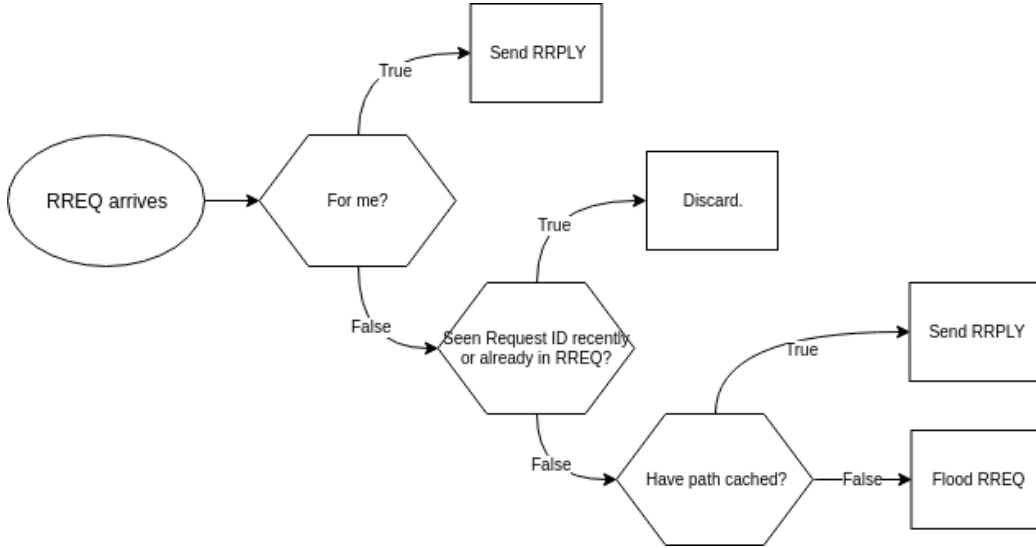 Send RRPLY
True
RREQ arrives
For me?
Discard.
True
False
Seen Request ID recently
or already in RREQ?
Send RRPLY
True
False
Have path cached?
False
Flood RREQ